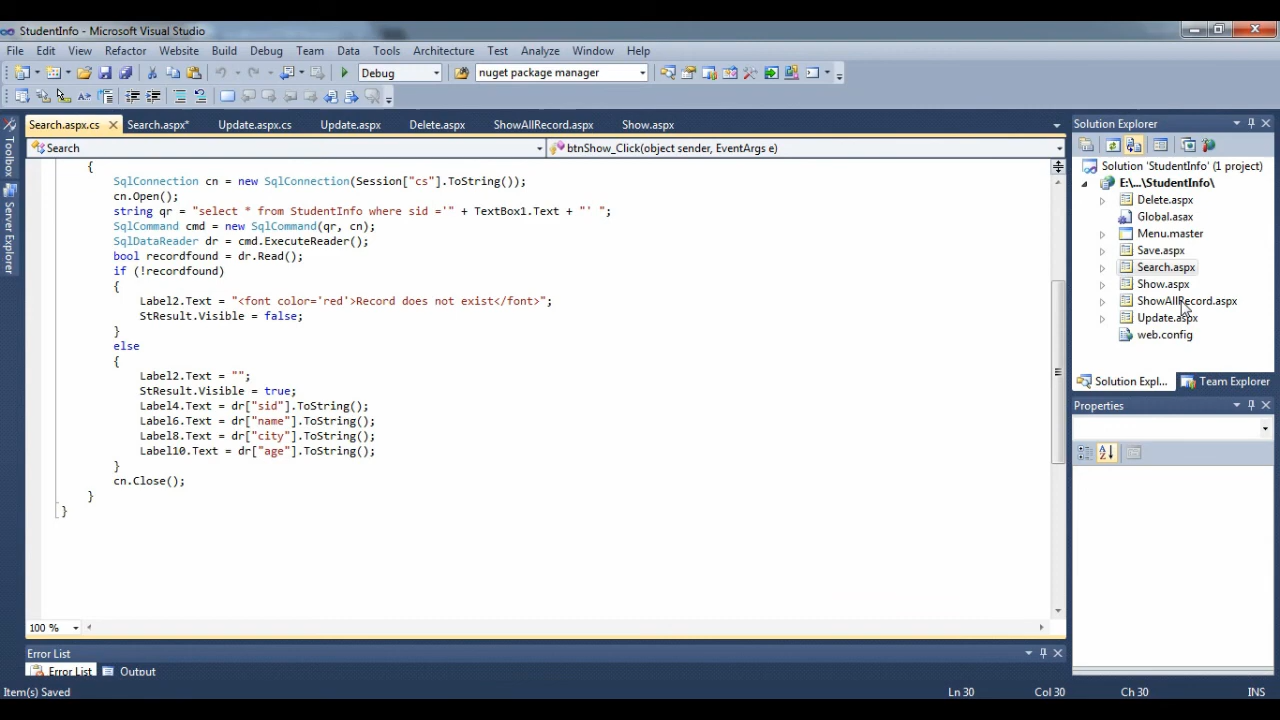 StudentInfo - Microsoft Visual Studio
File Edit View Refactor Website Build Debug Team Data Tools Architecture Test Analyze Window Help
Debug nuget package manager
Search.aspx.cs Search.aspx* Update.aspx.cs Update.aspx Delete.aspx ShowAllRecord.aspx Show.aspx
Search btnShow_Click(object sender, EventArgs e)
{
SqlConnection cn = new SqlConnection(Session["cs"].ToString());
cn.Open();
string qr = "select * from StudentInfo where sid ='" + TextBox1.Text + "' ";
SqlCommand cmd = new SqlCommand(qr, cn);
SqlDataReader dr = cmd.ExecuteReader();
bool recordfound = dr.Read();
if (!recordfound)
{
Label2.Text = "<font color='red'>Record does not exist</font>";
StResult.Visible = false;
}
else
{
Label2.Text = "";
StResult.Visible = true;
Label4.Text = dr["sid"].ToString();
Label6.Text = dr["name"].ToString();
Label8.Text = dr["city"].ToString();
Label10.Text = dr["age"].ToString();
}
cn.Close();
}
}
100 %
Toolbox
Server Explorer
Solution Explorer
Solution 'StudentInfo' (1 project)
E:\...\StudentInfo\
Delete.aspx
Global.asax
Menu.master
Save.aspx
Search.aspx
Show.aspx
ShowAllRecord.aspx
Update.aspx
web.config
Solution Expl... Team Explorer
Properties
Error List
Error List Output
Item(s) Saved Ln 30 Col 30 Ch 30 INS